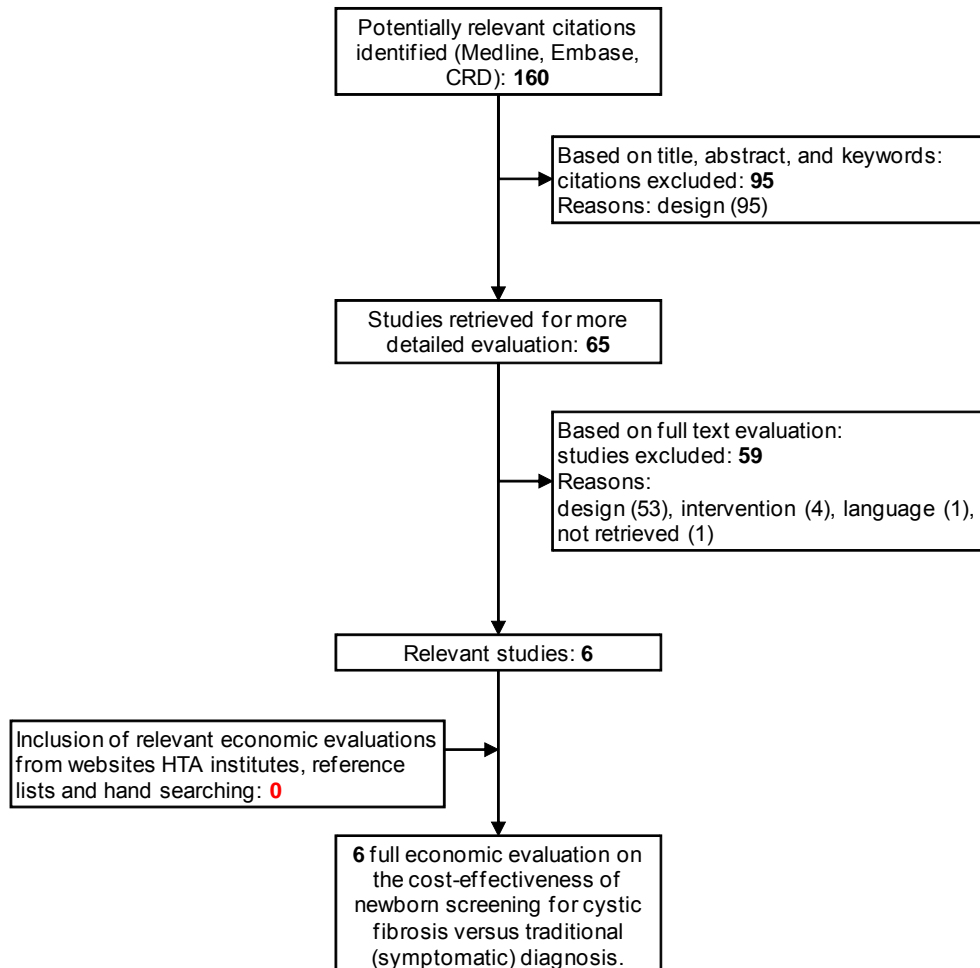 Potentially relevant citations
identified (Medline, Embase,
CRD): 160
Based on title, abstract, and keywords:
citations excluded: 95
Reasons: design (95)
Studies retrieved for more
detailed evaluation: 65
Based on full text evaluation:
studies excluded: 59
Reasons:
design (53), intervention (4), language (1),
not retrieved (1)
Relevant studies: 6
Inclusion of relevant economic evaluations
from websites HTA institutes, reference
lists and hand searching: 0
6 full economic evaluation on
the cost-effectiveness of
newborn screening for cystic
fibrosis versus traditional
(symptomatic) diagnosis.